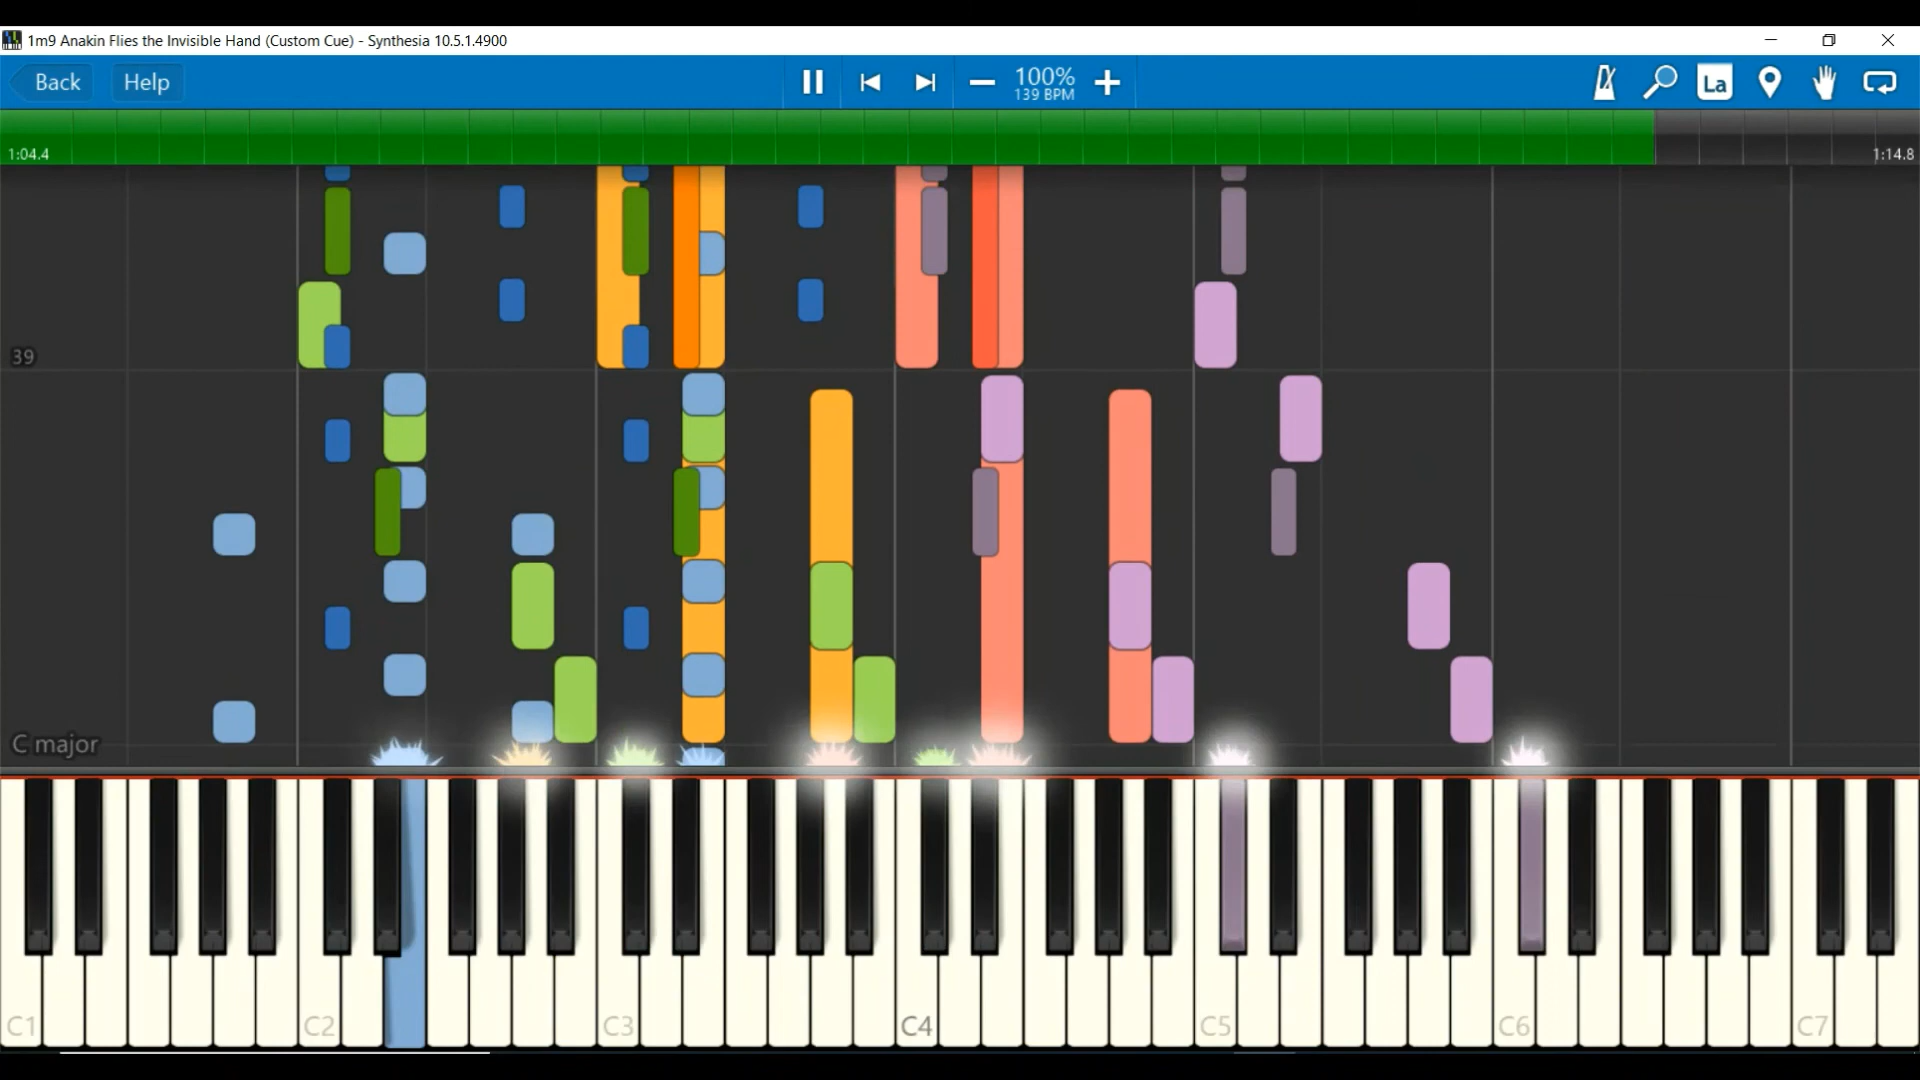 1m9 Anakin Flies the Invisible Hand (Custom Cue) - Synthesia 10.5.1.4900
Back
Help
100%
139 BPM
La
1:04.4
1:14.8
39
C major
C1
C2
C3
C4
C5
C6
C7